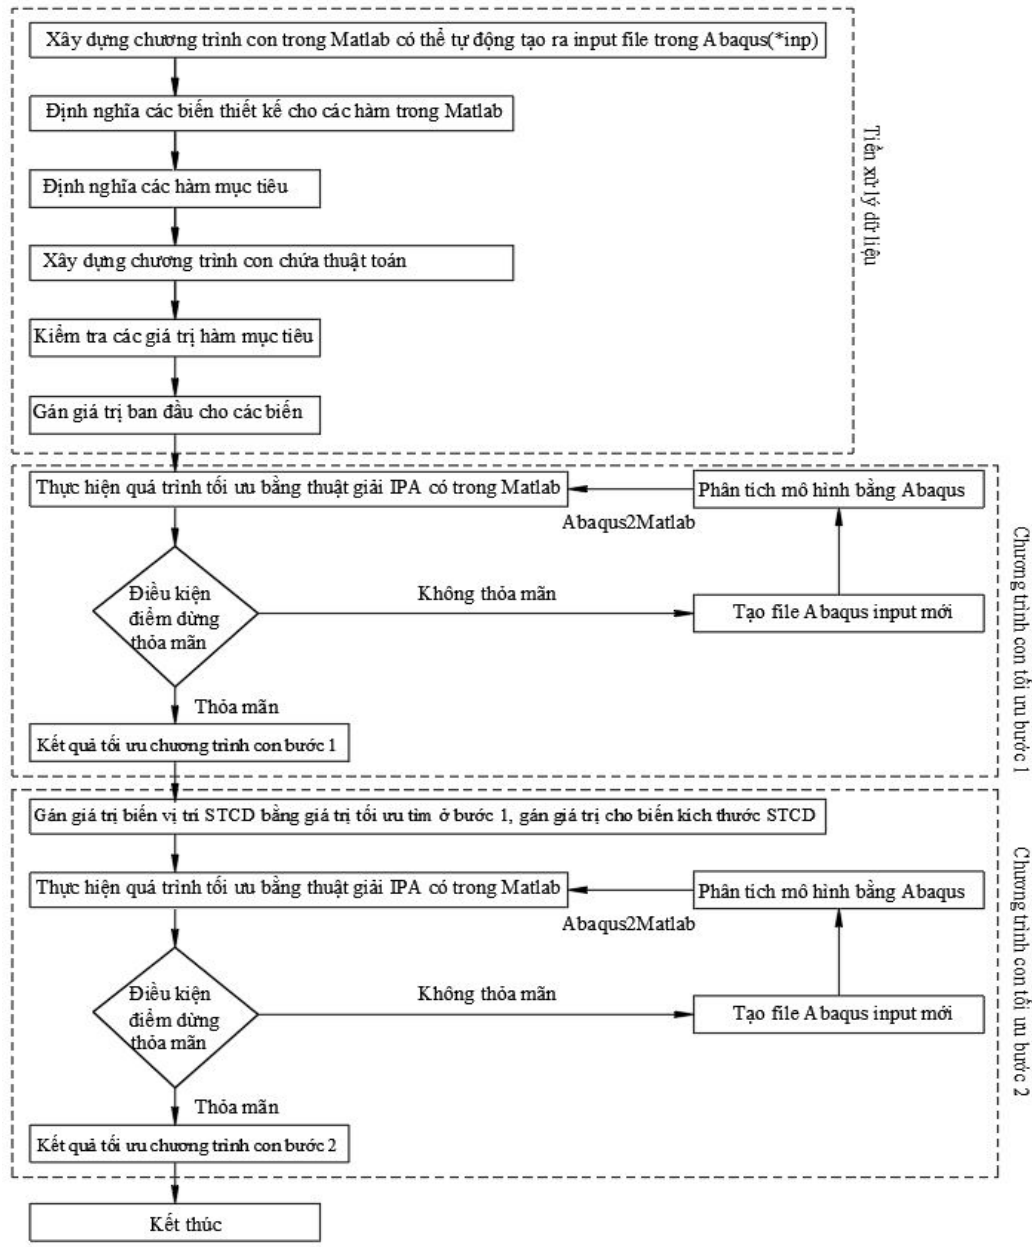 Xây dựng chương trình con trong Matlab có thể tự động tạo ra input file trong Abaqus(*inp)
Định nghĩa các biến thiết kế cho các hàm trong Matlab
Định nghĩa các hàm mục tiêu
Xây dựng chương trình con chứa thuật toán
Kiểm tra các giá trị hàm mục tiêu
Gán giá trị ban đầu cho các biến
Tiền xử lý dữ liệu
Thực hiện quá trình tối ưu bằng thuật giải IPA có trong Matlab
Phân tích mô hình bằng Abaqus
Abaqus2Matlab
Điều kiện
điểm dừng
thỏa mãn
Không thỏa mãn
Tạo file Abaqus input mới
Thỏa mãn
Kết quả tối ưu chương trình con bước 1
Chương trình con tối ưu bước 1
Gán giá trị biến vị trí STCD bằng giá trị tối ưu tìm ở bước 1, gán giá trị cho biến kích thước STCD
Thực hiện quá trình tối ưu bằng thuật giải IPA có trong Matlab
Phân tích mô hình bằng Abaqus
Abaqus2Matlab
Điều kiện
điểm dừng
thỏa mãn
Không thỏa mãn
Tạo file Abaqus input mới
Thỏa mãn
Kết quả tối ưu chương trình con bước 2
Chương trình con tối ưu bước 2
Kết thúc